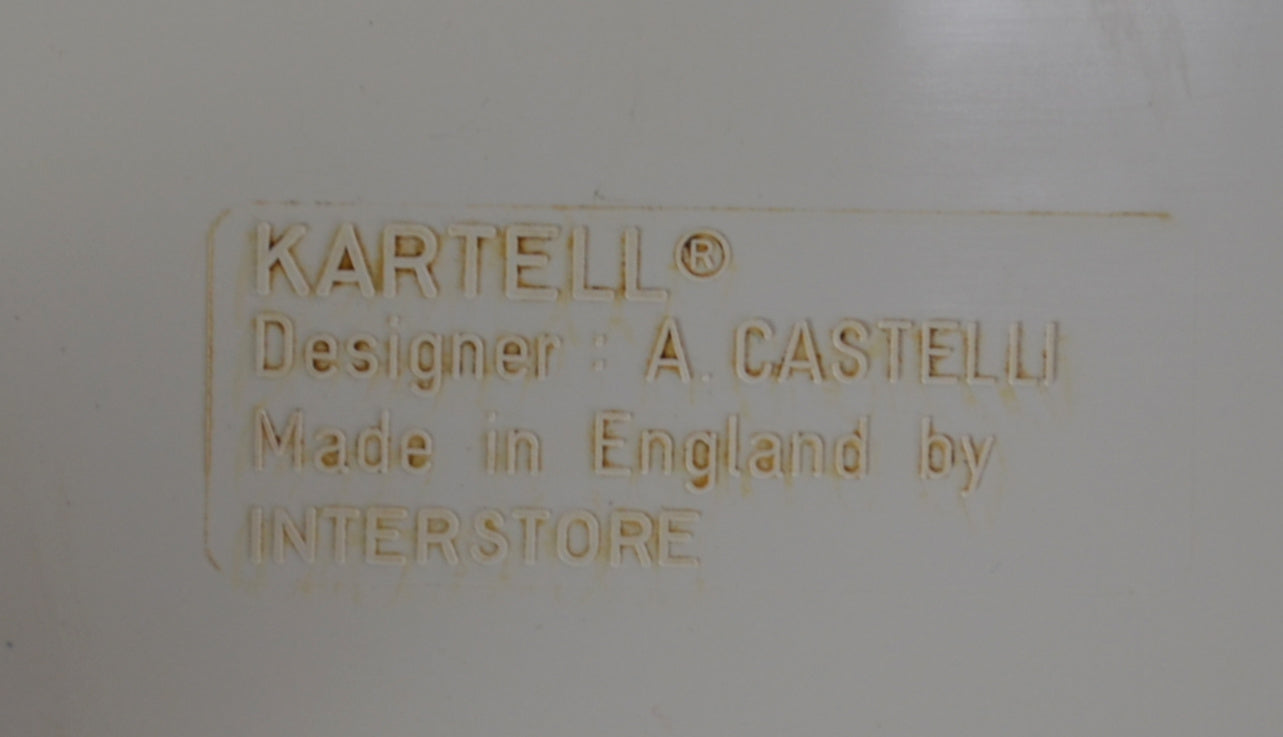 KARTELL®
Designer : A. CASTELLI
Made in England by
INTERSTORE